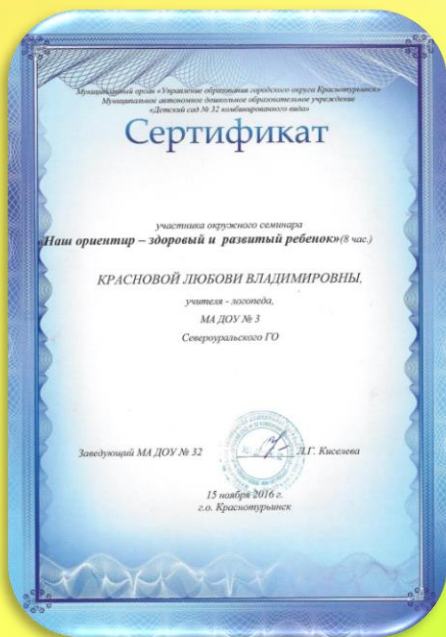 Муниципальный орган «Управление образования городского округа Краснотурьинск»
Муниципальное автономное дошкольное образовательное учреждение
«Детский сад № 32 комбинированного вида»
Сертификат
участника окружного семинара
«Наш ориентир – здоровый и развитый ребенок» (8 час.)
КРАСНОВОЙ ЛЮБОВИ ВЛАДИМИРОВНЫ,
учителя - логопеда,
МА ДОУ № 3
Североуральского ГО
Заведующий МА ДОУ № 32 Л.Г. Киселева
15 ноября 2016 г.
г.о. Краснотурьинск